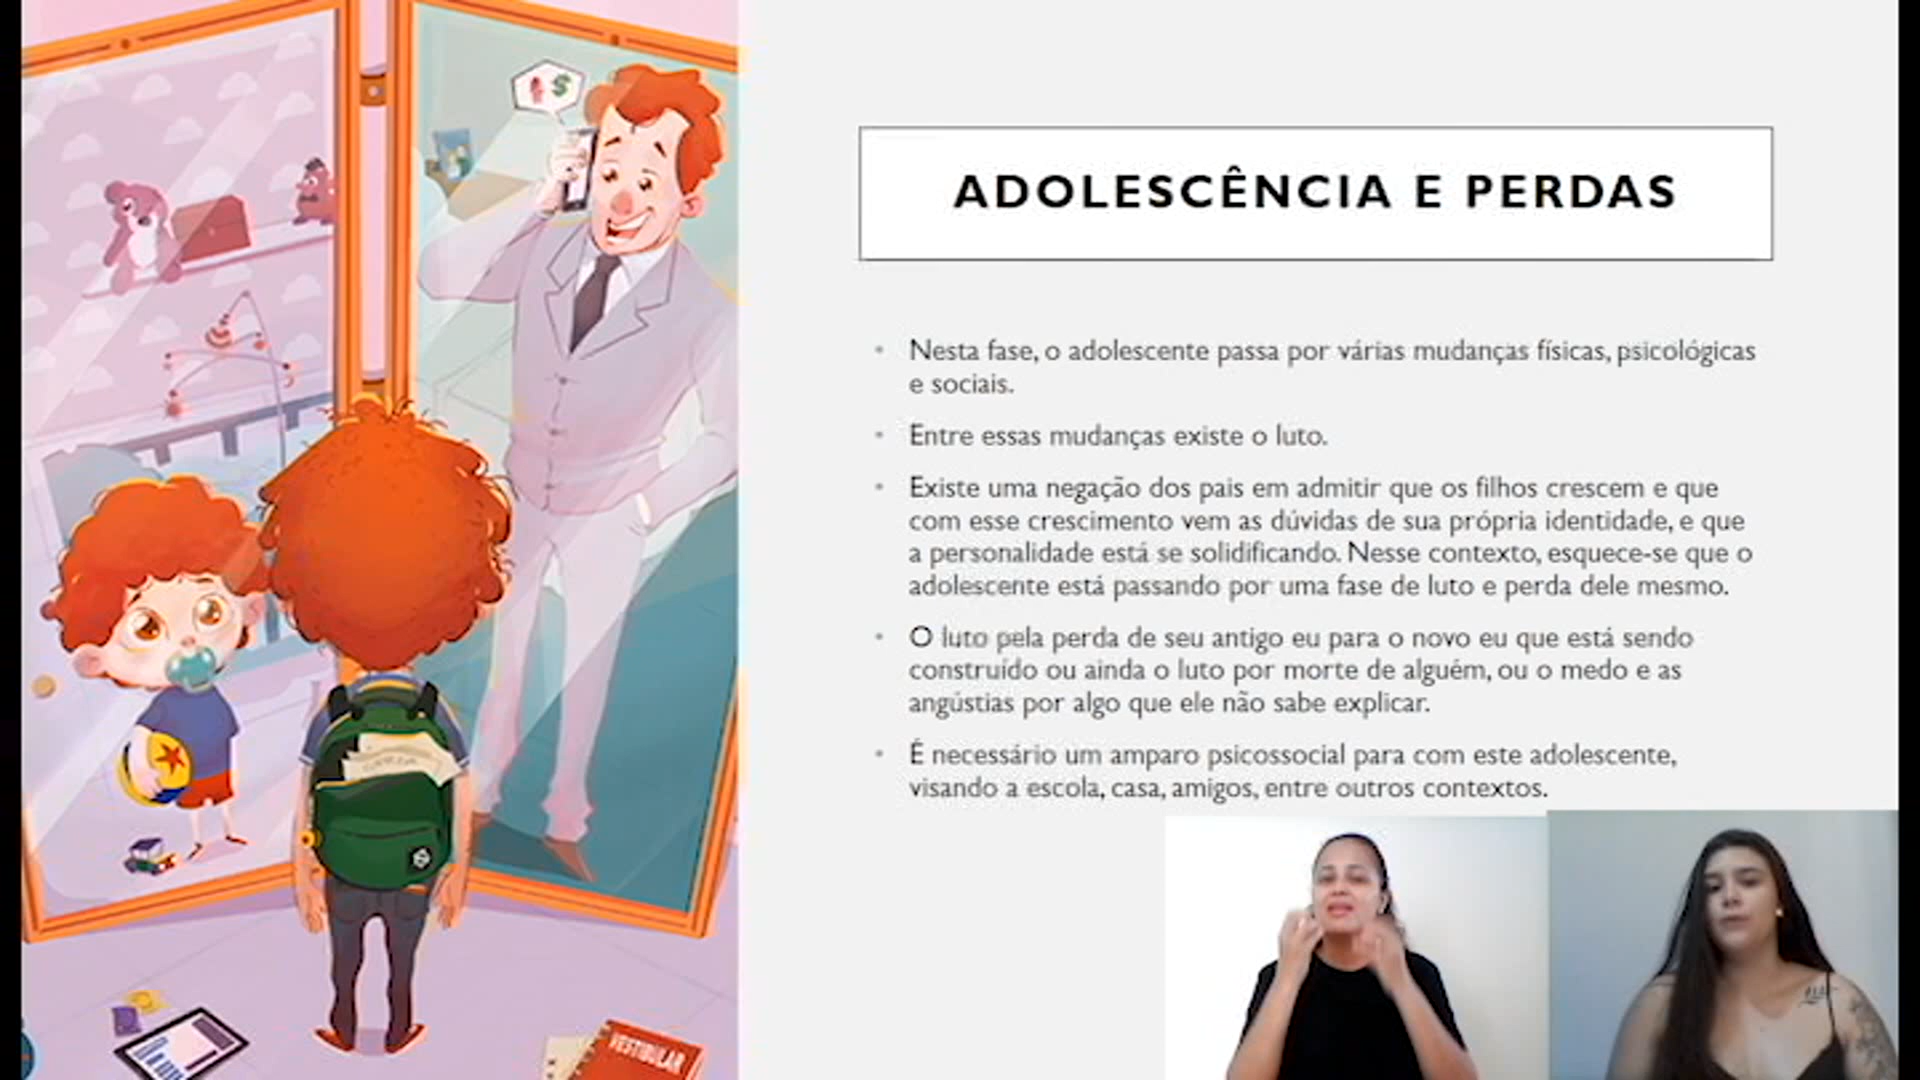 ADOLESCÊNCIA E PERDAS
• Nesta fase, o adolescente passa por várias mudanças físicas, psicológicas
e sociais.
• Entre essas mudanças existe o luto.
• Existe uma negação dos pais em admitir que os filhos crescem e que
com esse crescimento vem as dúvidas de sua própria identidade, e que
a personalidade está se solidificando. Nesse contexto, esquece-se que o
adolescente está passando por uma fase de luto e perda dele mesmo.
• O luto pela perda de seu antigo eu para o novo eu que está sendo
construído ou ainda o luto por morte de alguém, ou o medo e as
angústias por algo que ele não sabe explicar.
• É necessário um amparo psicossocial para com este adolescente,
visando a escola, casa, amigos, entre outros contextos.
$
VESTIBULAR